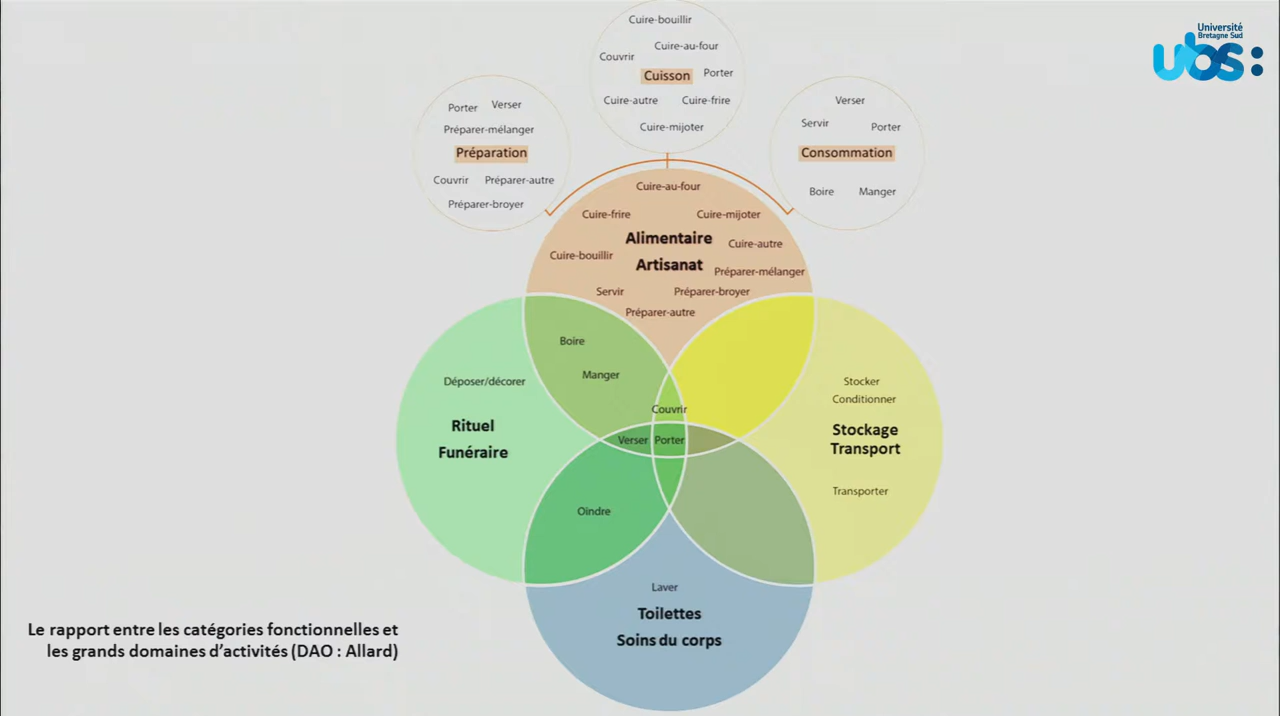 Université
Bretagne Sud
ubs:
Cuire-bouillir
Cuire-au-four
Couvrir
Cuisson
Porter
Cuire-autre
Cuire-frire
Cuire-mijoter
Porter
Verser
Préparer-mélanger
Préparation
Couvrir
Préparer-autre
Préparer-broyer
Verser
Servir
Porter
Consommation
Boire
Manger
Cuire-au-four
Cuire-frire
Cuire-mijoter
Alimentaire
Artisanat
Cuire-autre
Cuire-bouillir
Préparer-mélanger
Servir
Préparer-broyer
Préparer-autre
Boire
Manger
Déposer/décorer
Rituel
Funéraire
Couvrir
Verser
Porter
Stocker
Conditionner
Stockage
Transport
Transporter
Oindre
Laver
Toilettes
Soins du corps
Le rapport entre les catégories fonctionnelles et
les grands domaines d'activités (DAO : Allard)